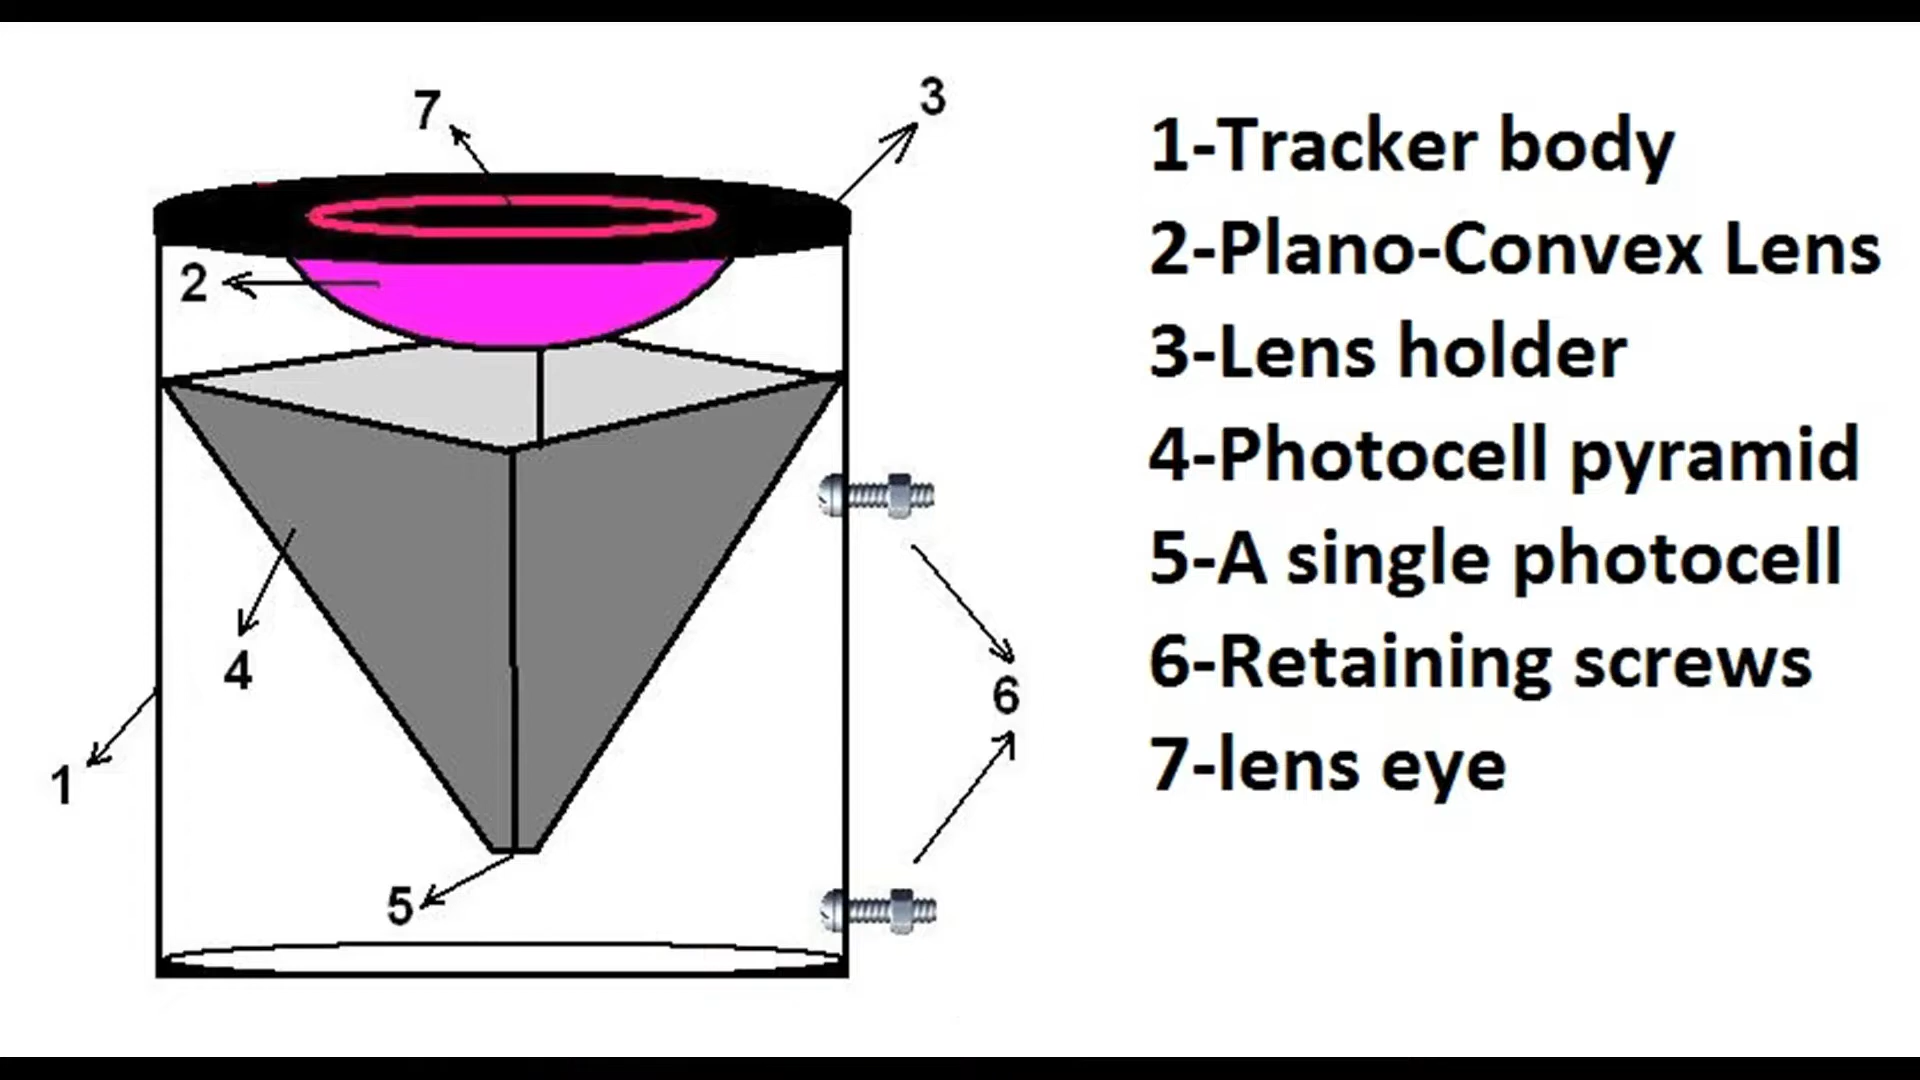 7
3
2
4
1
5
6
1-Tracker body
2-Plano-Convex Lens
3-Lens holder
4-Photocell pyramid
5-A single photocell
6-Retaining screws
7-lens eye